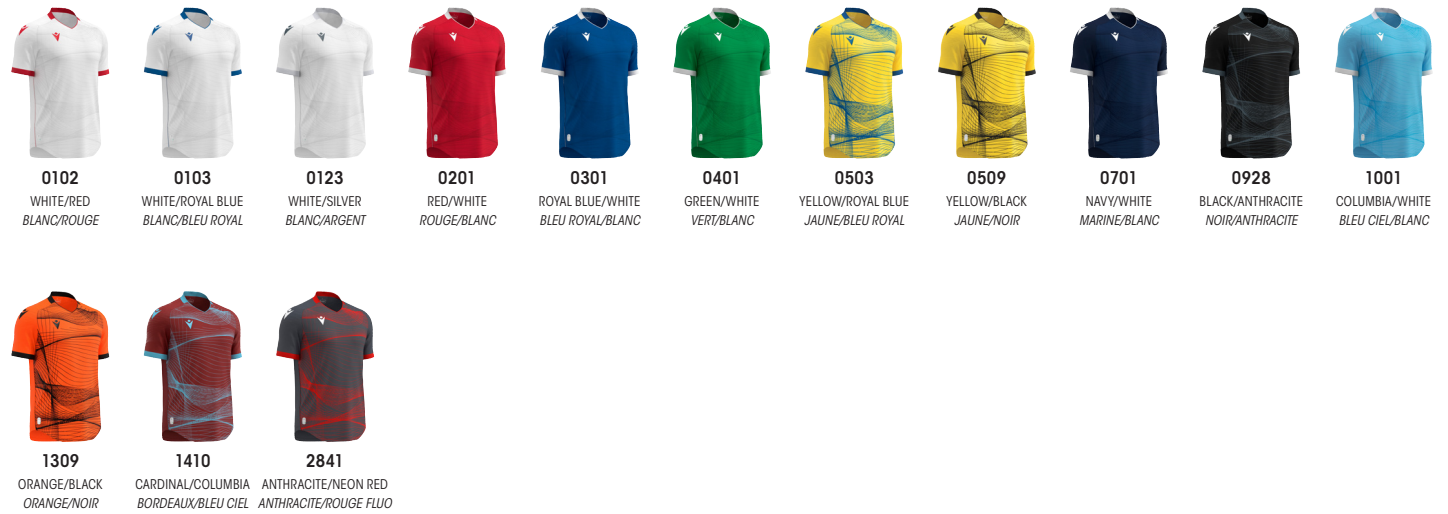 0102
WHITE/RED
BLANC/ROUGE
0103
WHITE/ROYAL BLUE
BLANC/BLEU ROYAL
0123
WHITE/SILVER
BLANC/ARGENT
0201
RED/WHITE
ROUGE/BLANC
0301
ROYAL BLUE/WHITE
BLEU ROYAL/BLANC
0401
GREEN/WHITE
VERT/BLANC
0503
YELLOW/ROYAL BLUE
JAUNE/BLEU ROYAL
0509
YELLOW/BLACK
JAUNE/NOIR
0701
NAVY/WHITE
MARINE/BLANC
0928
BLACK/ANTHRACITE
NOIR/ANTHRACITE
1001
COLUMBIA/WHITE
BLEU CIEL/BLANC
1309
ORANGE/BLACK
ORANGE/NOIR
1410
CARDINAL/COLUMBIA
BORDEAUX/BLEU CIEL
2841
ANTHRACITE/NEON RED
ANTHRACITE/ROUGE FLUO